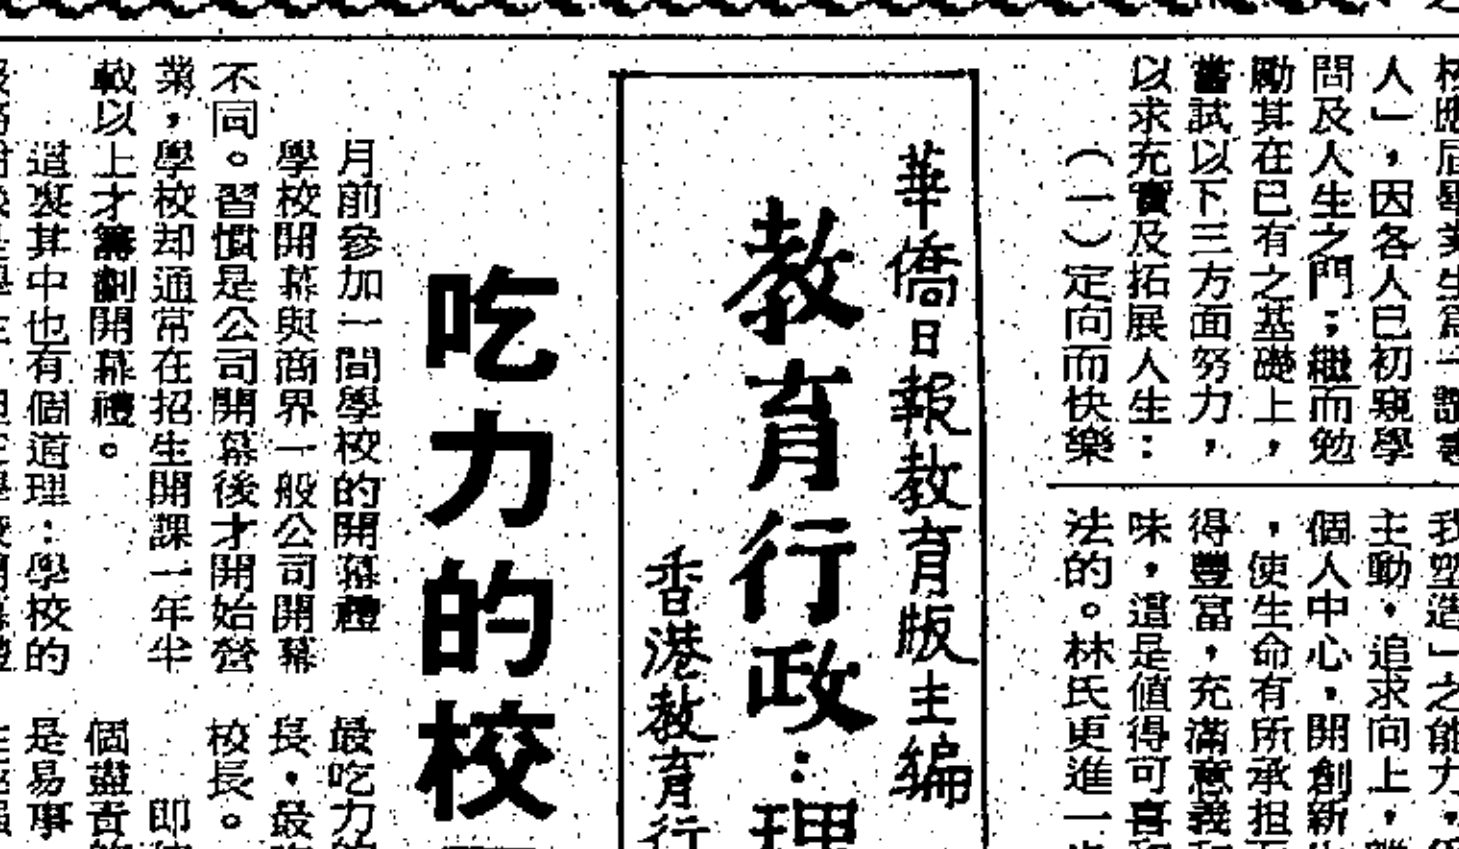 人」，因各人已初窺學
問及人生之門；繼而勉
勵其在已有之基礎上，
嘗試以下三方面努力，
以求充實及拓展人生：
（一）定向而快樂
主動，追求向上，
個人中心，開創新
，使生命有所承担
得豐富，充滿意義和
味，這是値得可喜
法的。林氏更進一
華僑日報教育版主編
教育行政：理
香港教育行
吃力的校
月前參加一間學校的開幕禮
學校開幕與商界一般公司開幕
不同。習慣是公司開幕後才開始營
業，學校却通常在招生開課一年半
載以上才籌劃開幕禮。
這裏其中也有個道理：學校的
最吃力的
長，最
校長。
即
個盡責的
是易事